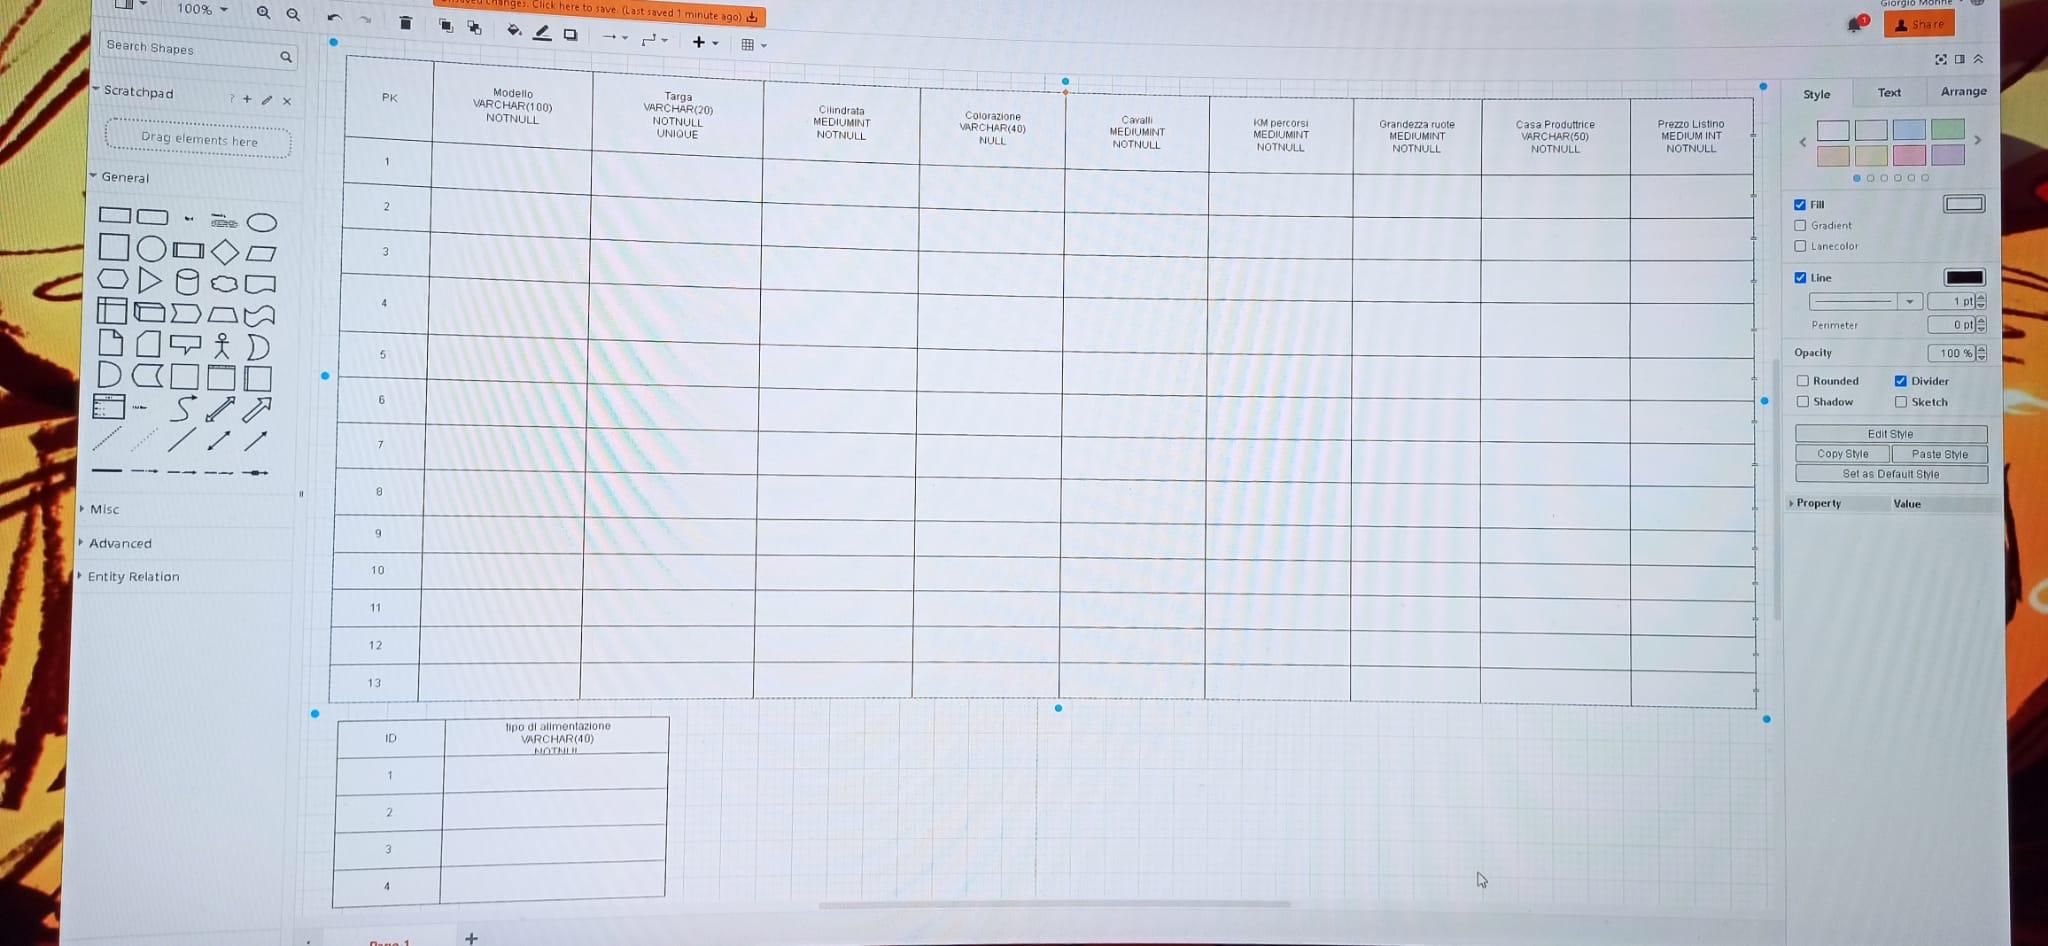 Giorgio Monne
100%
changes. Click here to save. (Last saved 1 minute ago)
1
Share
Search Shapes
Scratchpad
?
Drag elements here
General
Misc
Advanced
Entity Relation
PK
Modello
VARCHAR(100)
NOTNULL
Targa
VARCHAR(20)
NOTNULL
UNIQUE
Cilindrata
MEDIUMINT
NOTNULL
Colorazione
VARCHAR(40)
NULL
Cavalli
MEDIUMINT
NOTNULL
KM percorsi
MEDIUMINT
NOTNULL
Grandezza ruote
MEDIUMINT
NOTNULL
Casa Produttrice
VARCHAR(50)
NOTNULL
Prezzo Listino
MEDIUM INT
NOTNULL
1
2
3
4
5
6
7
8
9
10
11
12
13
ID
tipo di alimentazione
VARCHAR(40)
1
2
3
4
Style
Text
Arrange
Fill
Gradient
Lanecolor
Line
1 pt
Perimeter
0 pt
Opacity
100 %
Rounded
Divider
Shadow
Sketch
Edit Style
Copy Style
Paste Style
Set as Default Style
Property
Value